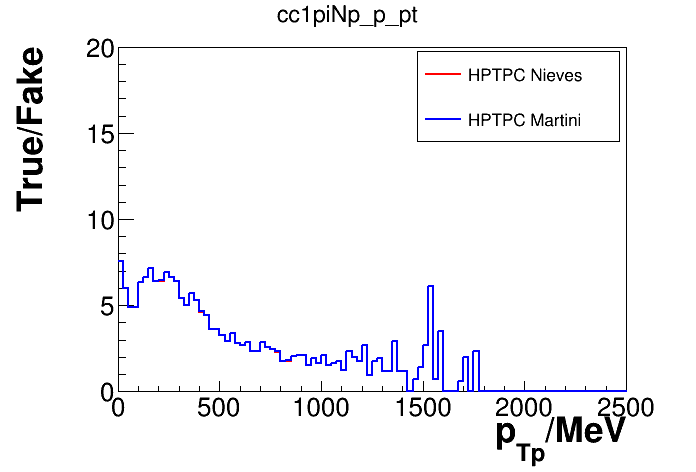 cc1piNp_p_pt
True/Fake
20
15
10
5
0
HPTPC Nieves
HPTPC Martini
0 500 1000 1500 2000 2500
pTp/MeV